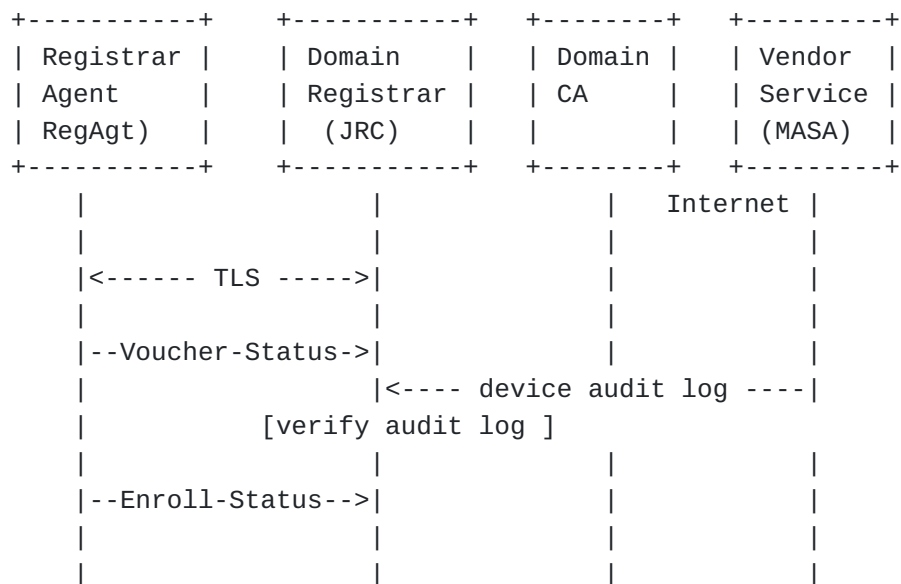 +-----------+ +-----------+ +--------+ +---------+
| Registrar | | Domain | | Domain | | Vendor |
| Agent | | Registrar | | CA | | Service |
| RegAgt) | | (JRC) | | | | (MASA) |
+-----------+ +-----------+ +--------+ +---------+
| | | Internet |
| | | |
|<------ TLS ----->| | |
| | | |
|--Voucher-Status->| | |
| |<---- device audit log ----|
| [verify audit log ]
| | | |
|--Enroll-Status-->| | |
| | | |
| | | |